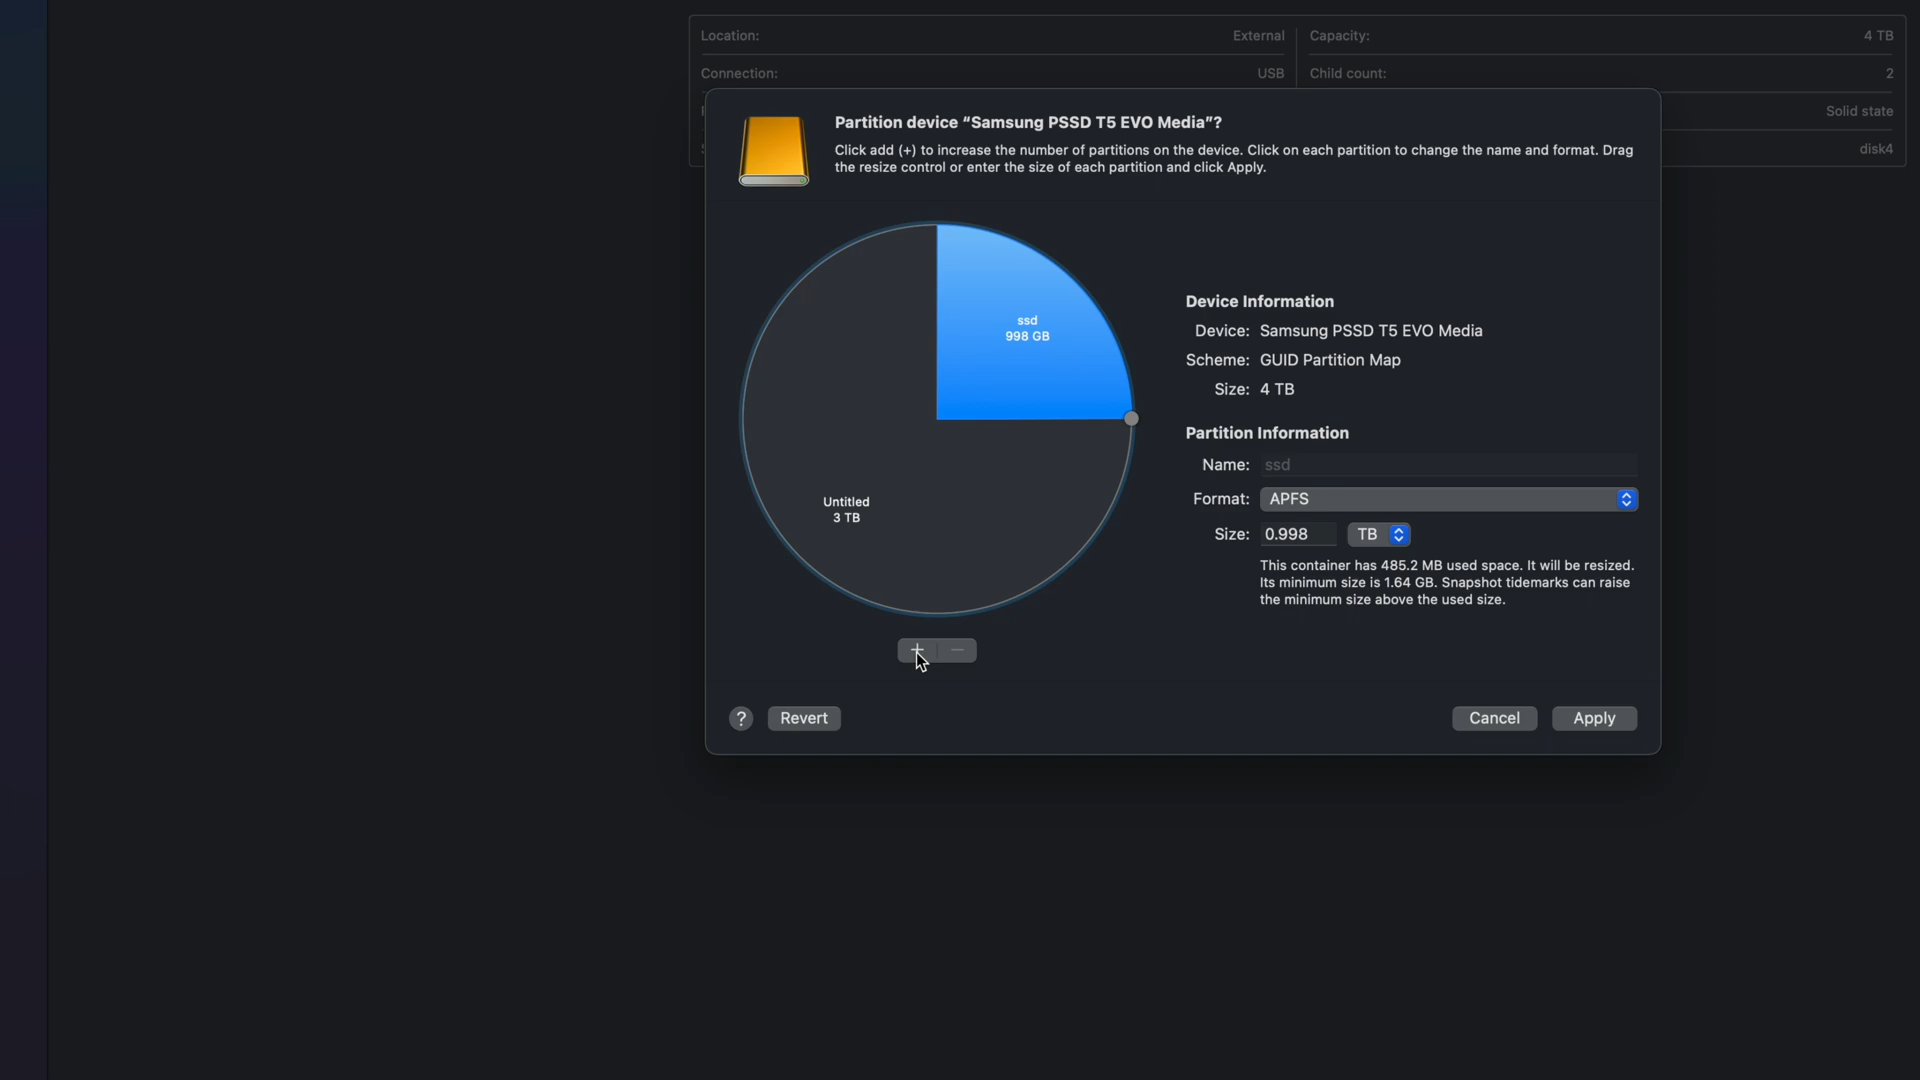 Location: External
Capacity: 4 TB
Connection: USB
Child count: 2
Solid state
disk4
Partition device “Samsung PSSD T5 EVO Media”?
Click add (+) to increase the number of partitions on the device. Click on each partition to change the name and format. Drag
the resize control or enter the size of each partition and click Apply.
ssd
998 GB
Untitled
3 TB
Device Information
Device: Samsung PSSD T5 EVO Media
Scheme: GUID Partition Map
Size: 4 TB
Partition Information
Name: ssd
Format: APFS
Size: 0.998 TB
This container has 485.2 MB used space. It will be resized.
Its minimum size is 1.64 GB. Snapshot tidemarks can raise
the minimum size above the used size.
+ −
? Revert Cancel Apply